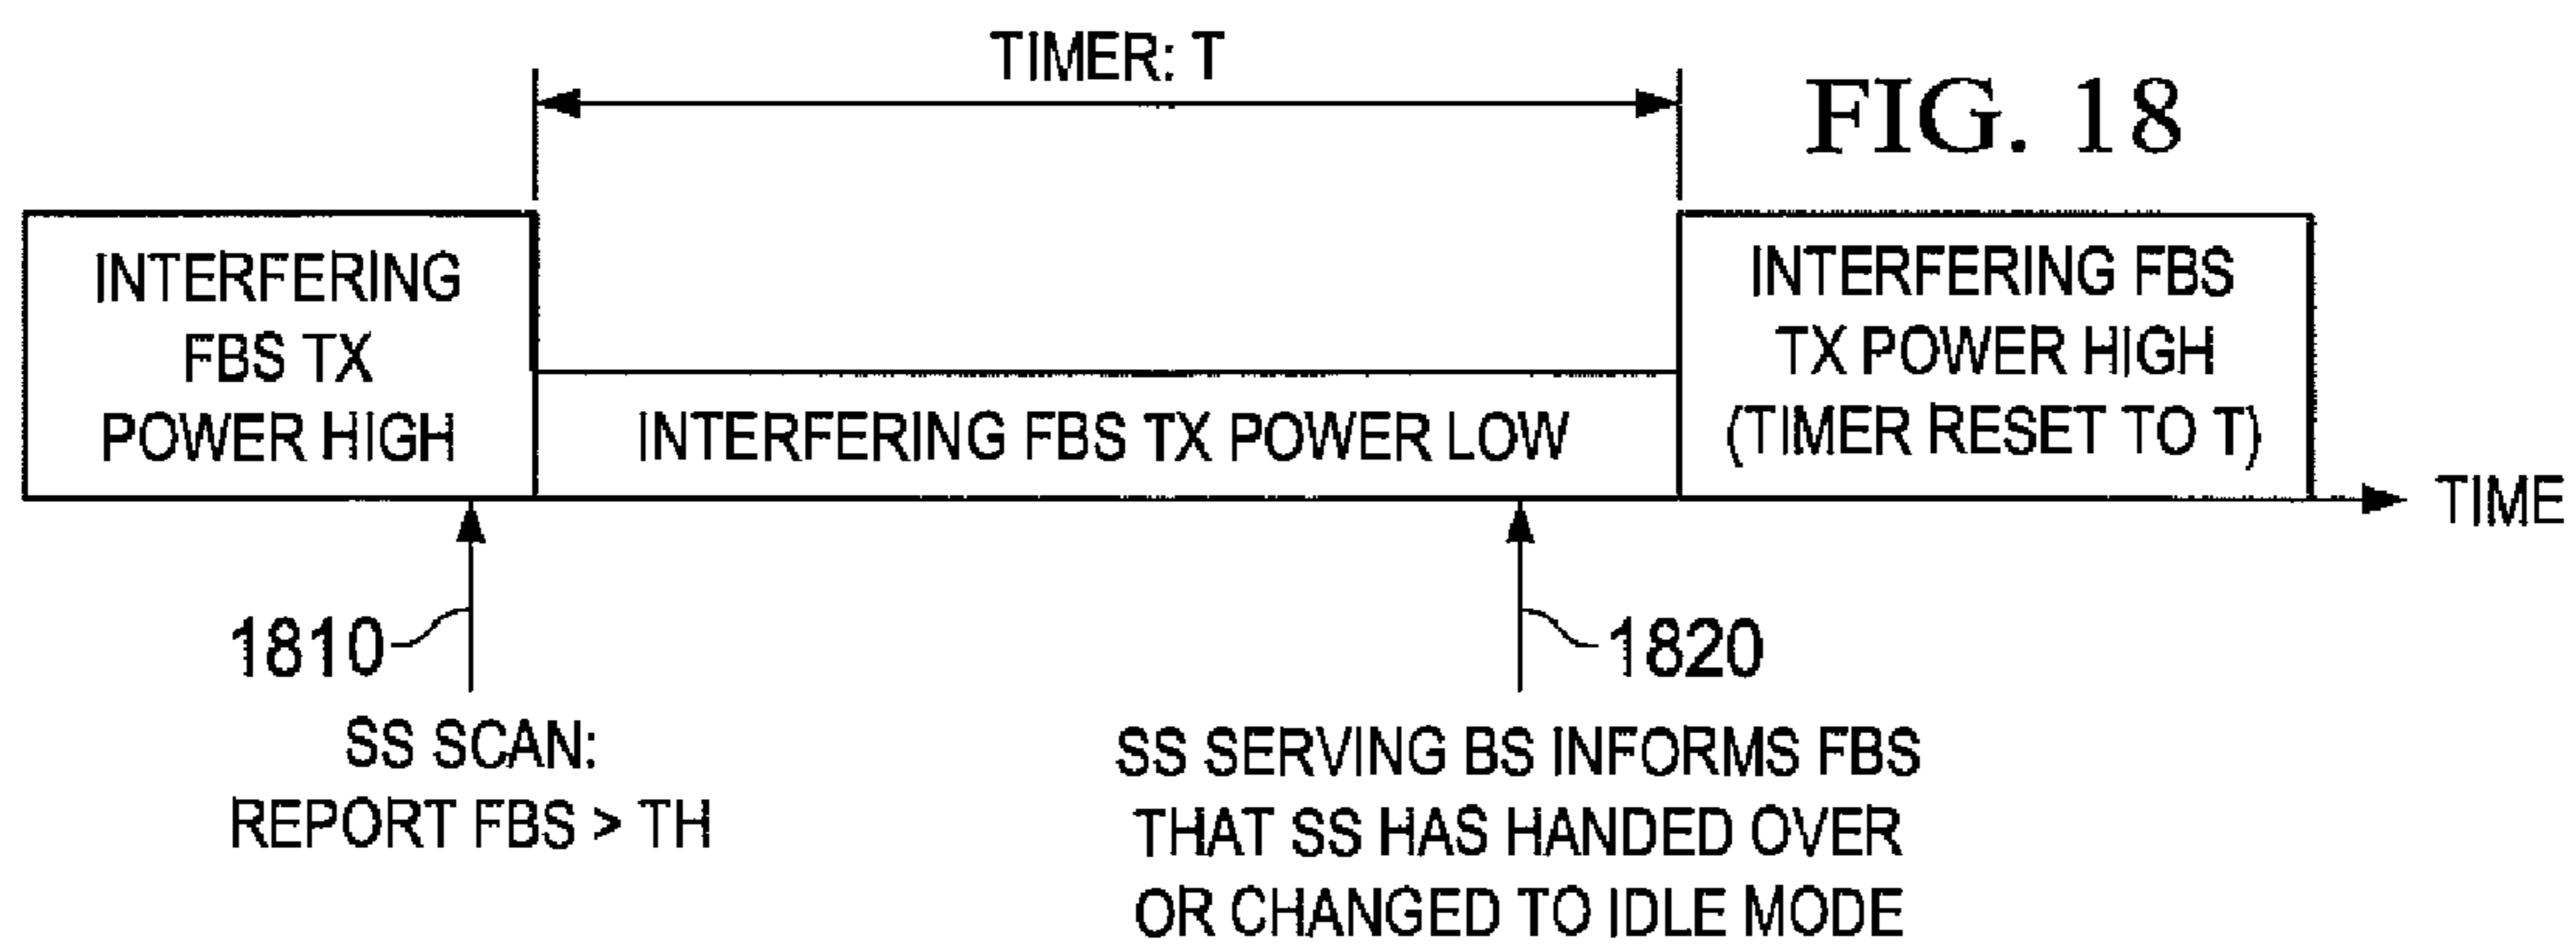 TIMER: T
FIG. 18
INTERFERING
FBS TX
POWER HIGH
INTERFERING FBS TX POWER LOW
INTERFERING FBS
TX POWER HIGH
(TIMER RESET TO T)
TIME
1810
SS SCAN:
REPORT FBS > TH
1820
SS SERVING BS INFORMS FBS
THAT SS HAS HANDED OVER
OR CHANGED TO IDLE MODE